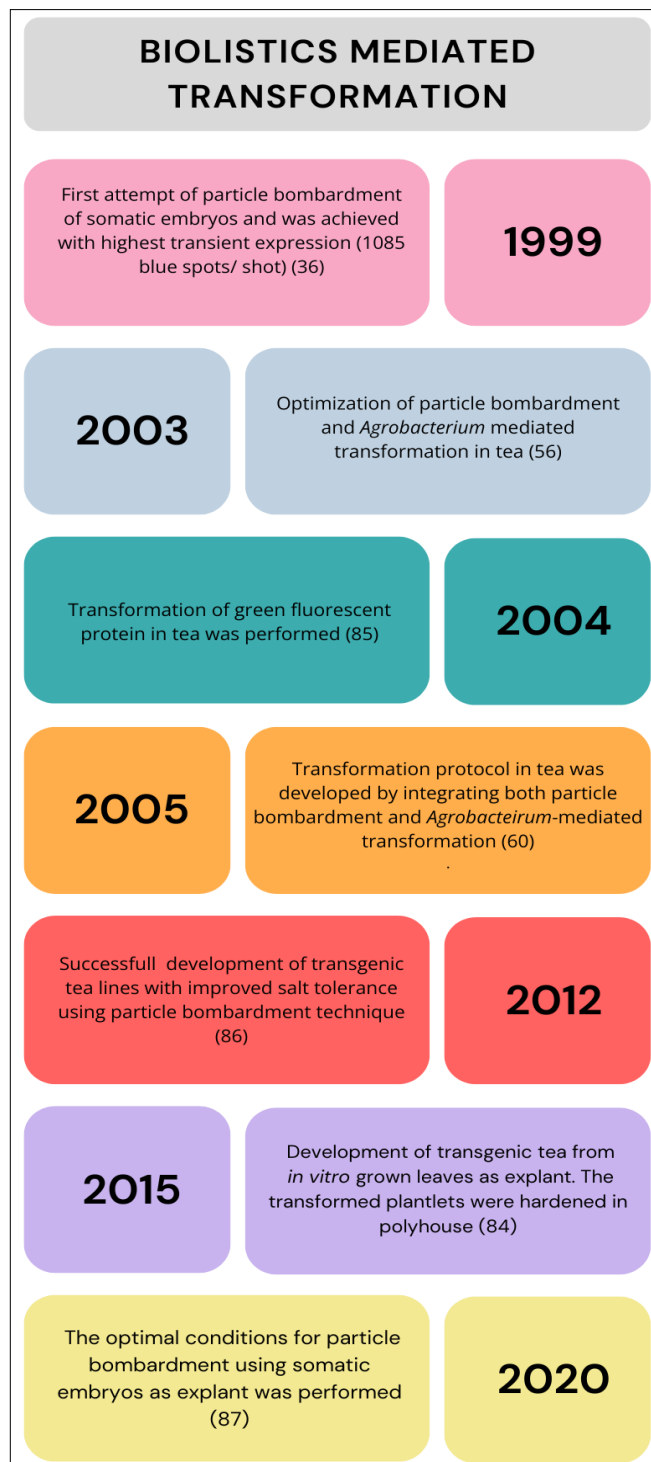 BIOLISTICS MEDIATED
TRANSFORMATION
First attempt of particle bombardment
of somatic embryos and was achieved
with highest transient expression (1085
blue spots/ shot) (36)
1999
2003
Optimization of particle bombardment
and Agrobacterium mediated
transformation in tea (56)
Transformation of green fluorescent
protein in tea was performed (85)
2004
2005
Transformation protocol in tea was
developed by integrating both particle
bombardment and Agrobacteirum-mediated
transformation (60)
.
Successfull  development of transgenic
tea lines with improved salt tolerance
using particle bombardment technique
(86)
2012
2015
Development of transgenic tea from
in vitro grown leaves as explant. The
transformed plantlets were hardened in
polyhouse (84)
The optimal conditions for particle
bombardment using somatic
embryos as explant was performed
(87)
2020